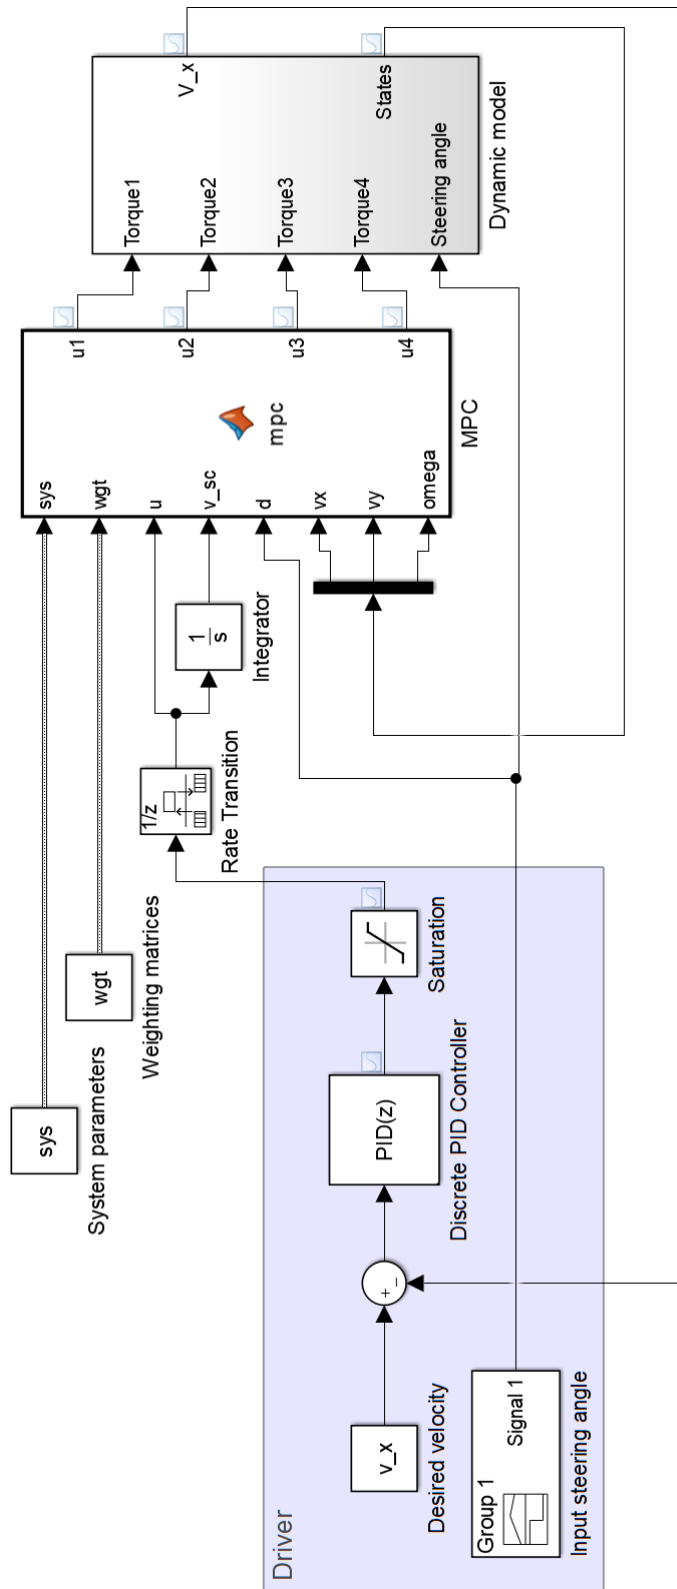 sys
System parameters
wgt
Weighting matrices
Driver
v_x
Desired velocity
+
−
PID(z)
Discrete PID Controller
Saturation
Group 1
Signal 1
Input steering angle
1/z
Rate Transition
1
s
Integrator
sys
wgt
u
v_sc
d
vx
vy
omega
mpc
u1
u2
u3
u4
MPC
Torque1
Torque2
Torque3
Torque4
Steering angle
V_x
States
Dynamic model